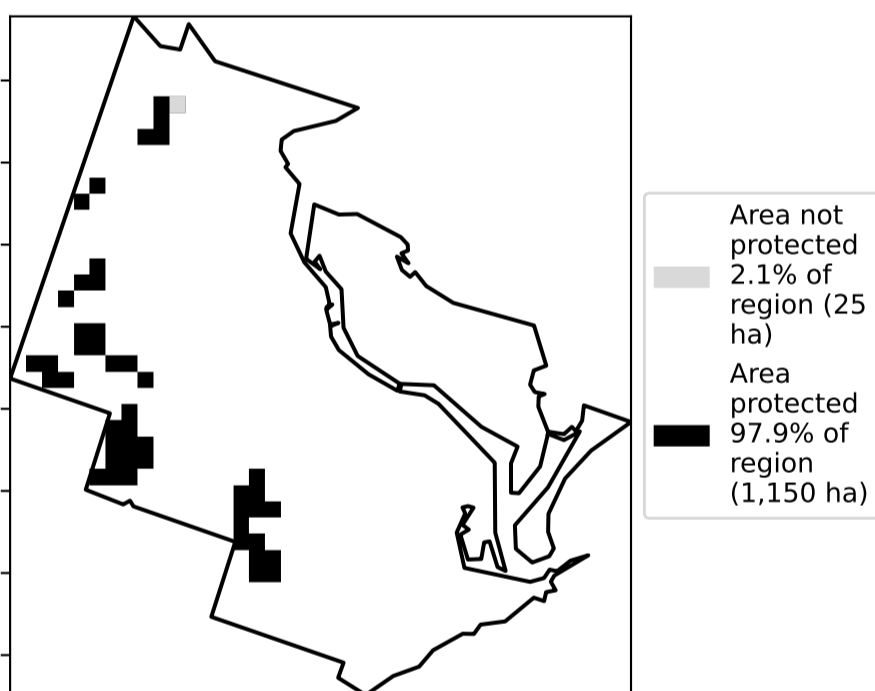 Area not
protected
2.1% of
region (25
ha)
Area
protected
97.9% of
region
(1,150 ha)